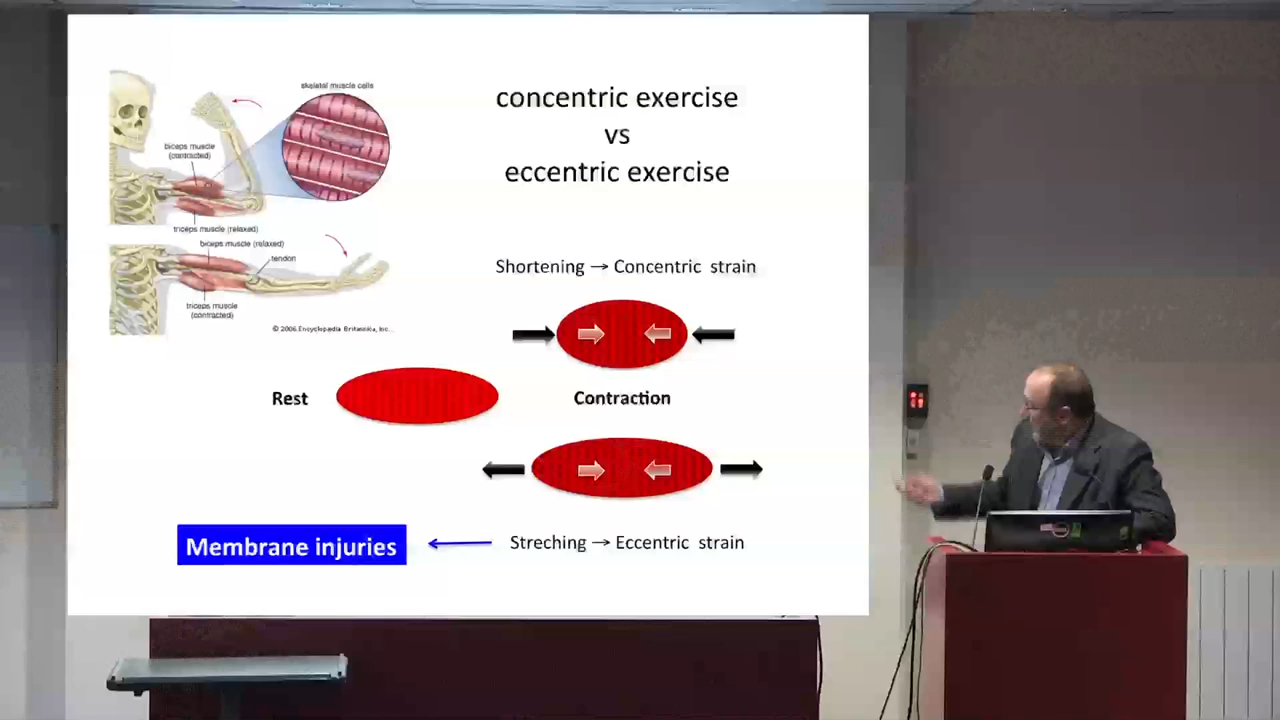 skeletal muscle cells
biceps muscle
(contracted)
triceps muscle (relaxed)
biceps muscle (relaxed)
tendon
triceps muscle
(contracted)
© 2006 Encyclopædia Britannica, Inc.
concentric exercise
vs
eccentric exercise
Shortening → Concentric strain
Rest
Contraction
Membrane injuries
Streching → Eccentric strain